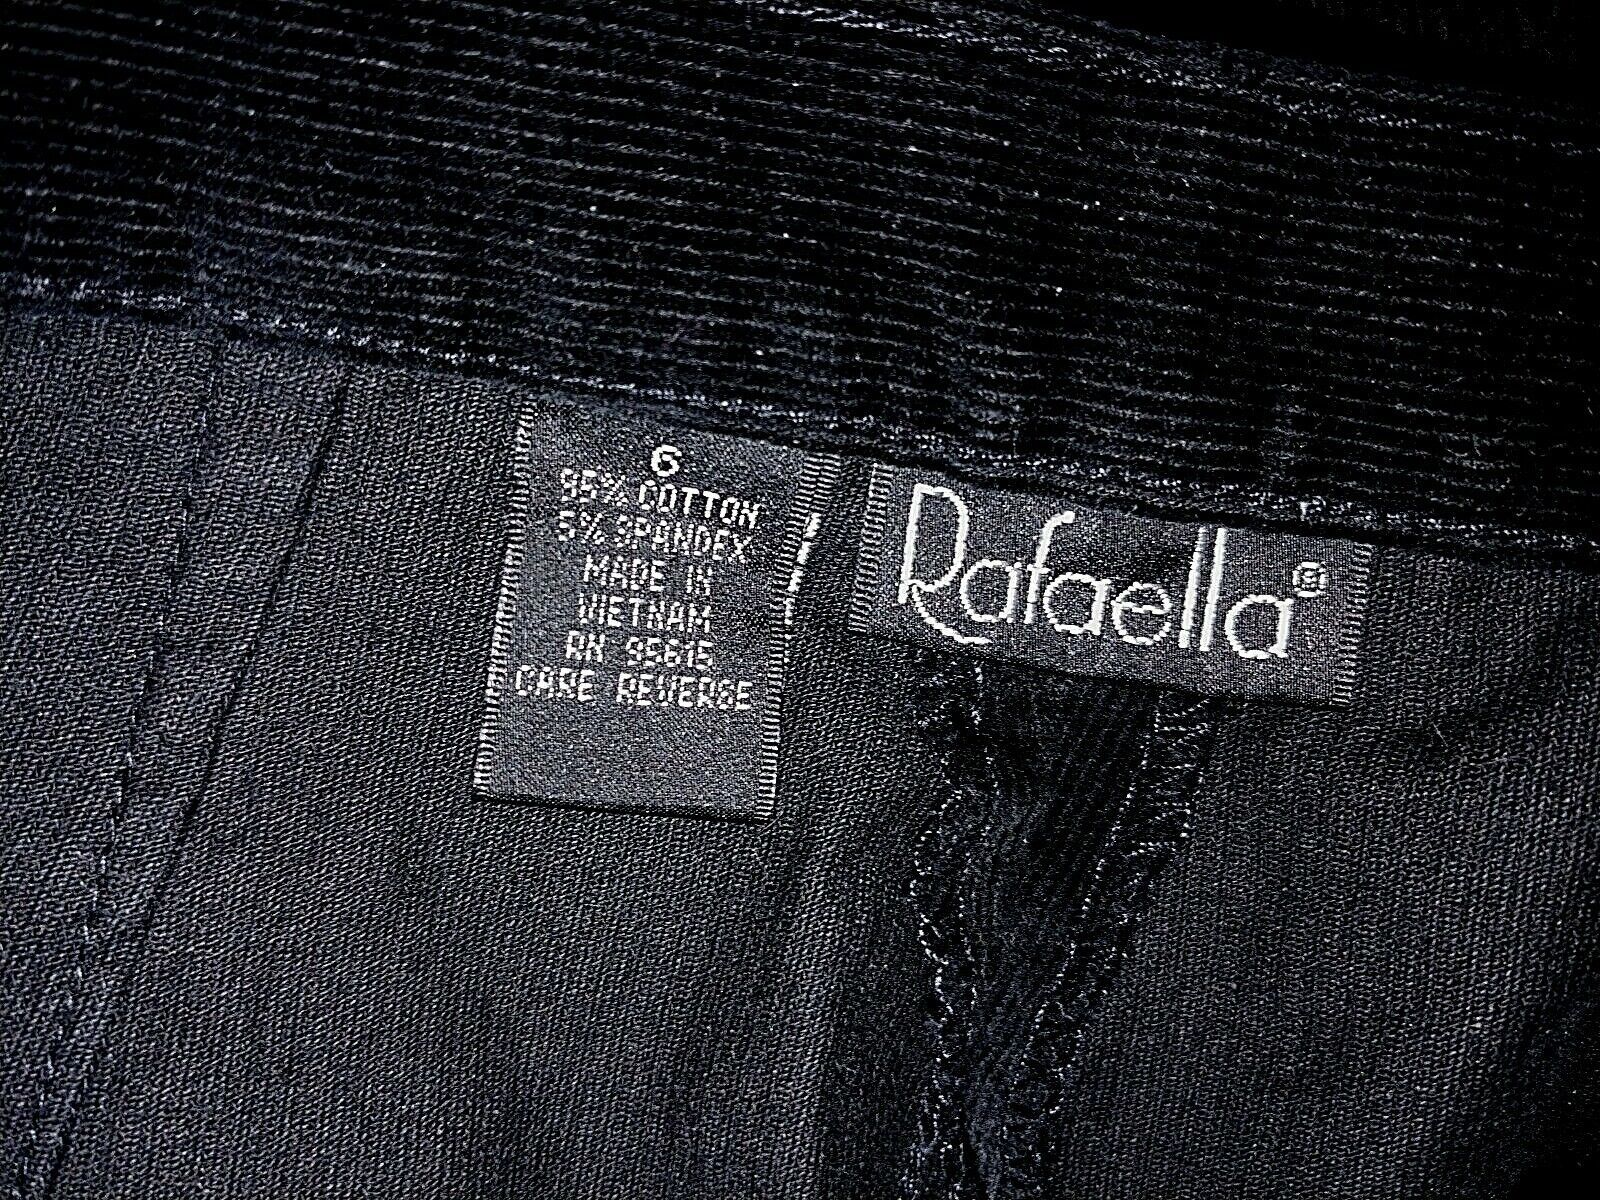 6
95% COTTON
5% SPANDEX
MADE IN
VIETNAM
RN 95615
CARE REVERSE
Rafaella®